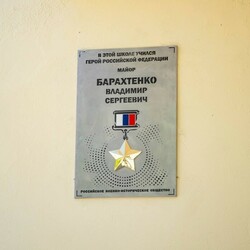 В ЭТОЙ ШКОЛЕ УЧИЛСЯ
ГЕРОЙ РОССИЙСКОЙ ФЕДЕРАЦИИ
МАЙОР
БАРАХТЕНКО
ВЛАДИМИР
СЕРГЕЕВИЧ
РОССИЙСКОЕ ВОЕННО-ИСТОРИЧЕСКОЕ ОБЩЕСТВО